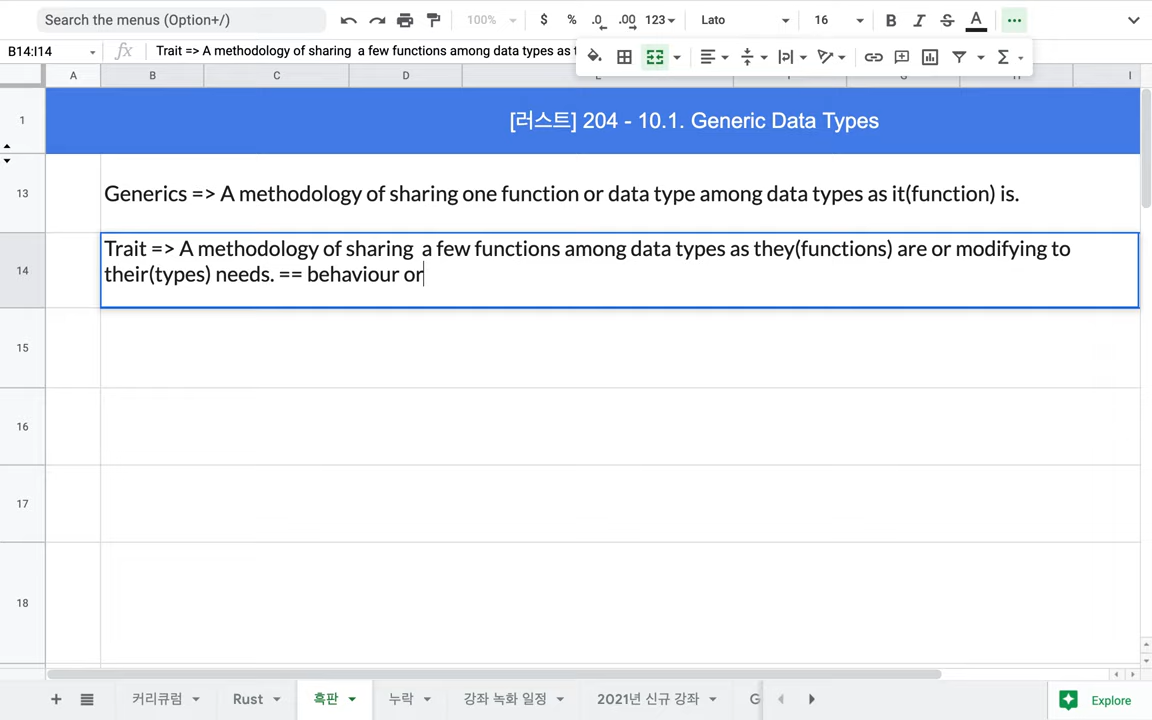 Search the menus (Option+/)
100%
$ % .0 .00 123
Lato
16
B I S A
B14:I14
fx
Trait => A methodology of sharing a few functions among data types as
A B C D
I
1
[러스트] 204 - 10.1. Generic Data Types
13
Generics => A methodology of sharing one function or data type among data types as it(function) is.
14
Trait => A methodology of sharing a few functions among data types as they(functions) are or modifying to
their(types) needs. == behaviour or
15
16
17
18
커리큘럼
Rust
흑판
누락
강좌 녹화 일정
2021년 신규 강좌
G
Explore